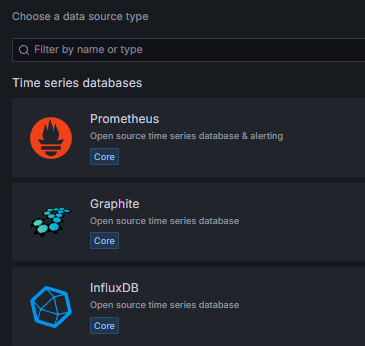 Choose a data source type
Filter by name or type
Time series databases
Prometheus
Open source time series database & alerting
Core
Graphite
Open source time series database
Core
InfluxDB
Open source time series database
Core